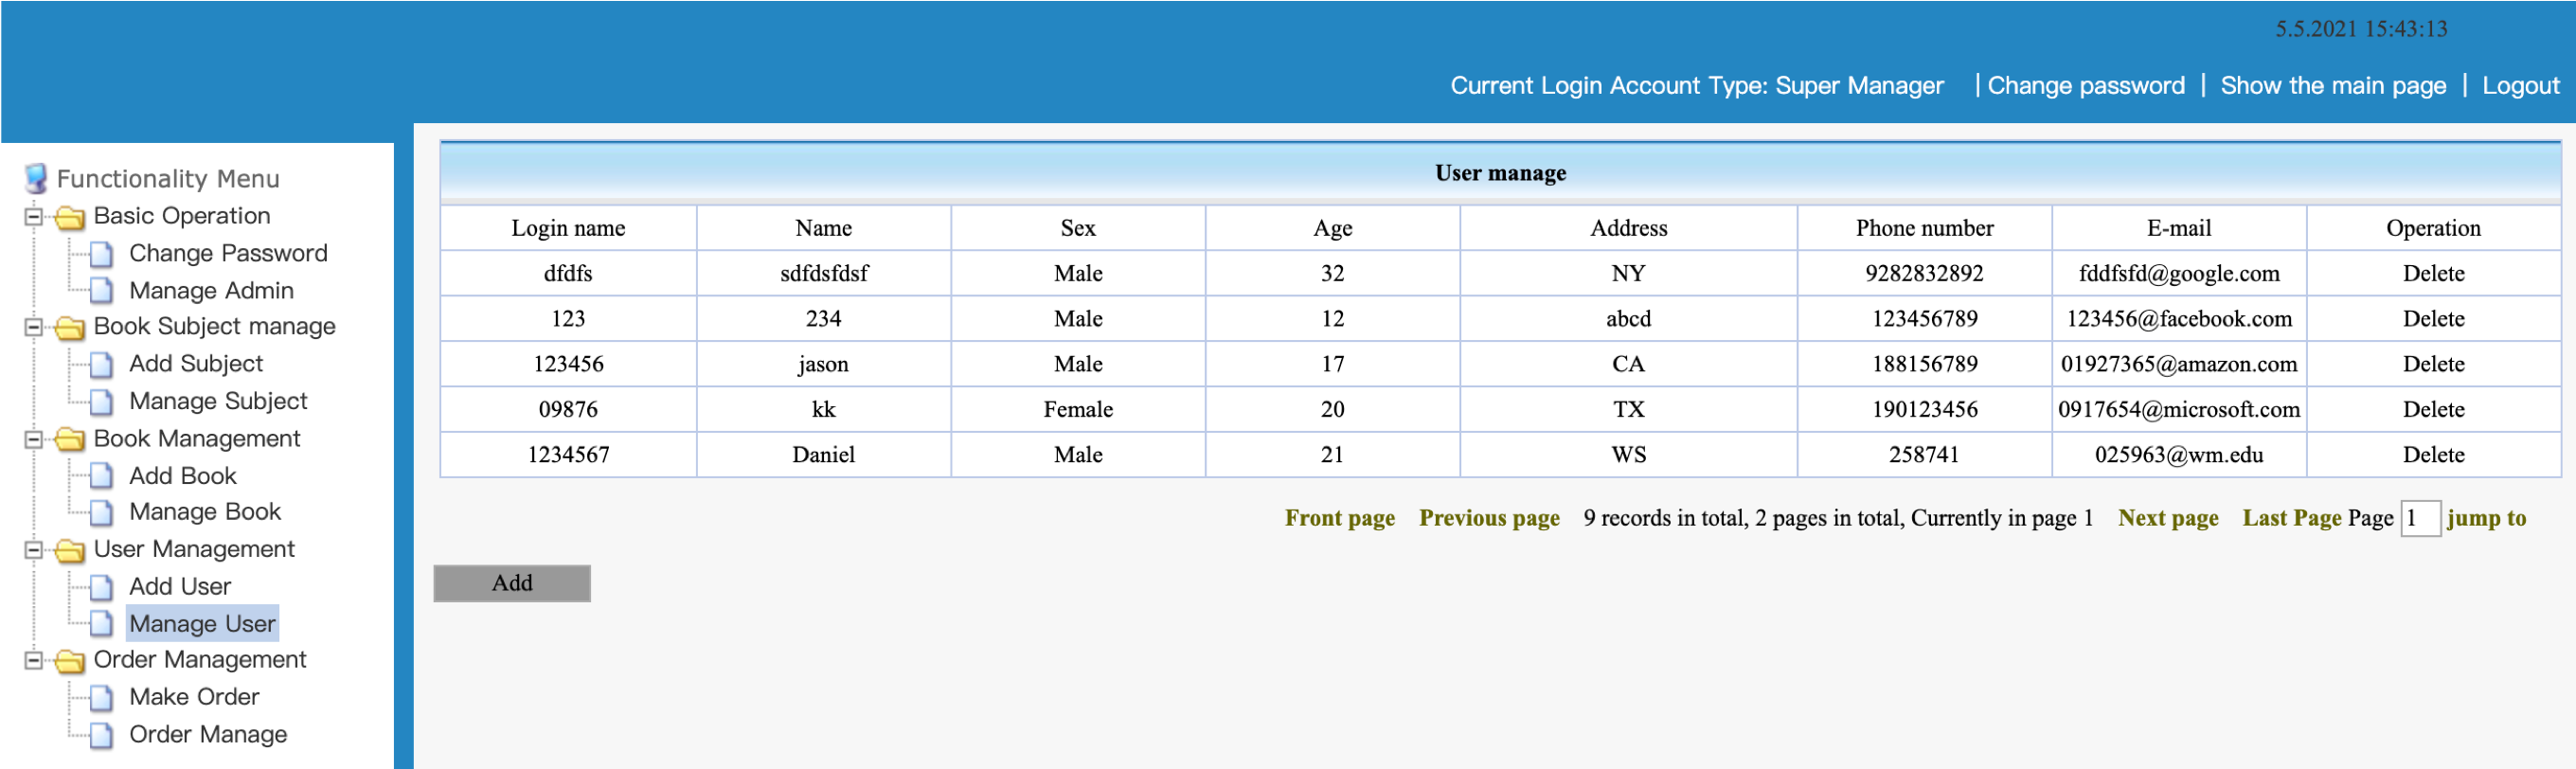 5.5.2021 15:43:13
Current Login Account Type: Super Manager | Change password | Show the main page | Logout
Functionality Menu
Basic Operation
Change Password
Manage Admin
Book Subject manage
Add Subject
Manage Subject
Book Management
Add Book
Manage Book
User Management
Add User
Manage User
Order Management
Make Order
Order Manage
User manage
Login name Name Sex Age Address Phone number E-mail Operation
dfdfs sdfdsfdsf Male 32 NY 9282832892 fddfsfd@google.com Delete
123 234 Male 12 abcd 123456789 123456@facebook.com Delete
123456 jason Male 17 CA 188156789 01927365@amazon.com Delete
09876 kk Female 20 TX 190123456 0917654@microsoft.com Delete
1234567 Daniel Male 21 WS 258741 025963@wm.edu Delete
Front page Previous page 9 records in total, 2 pages in total, Currently in page 1 Next page Last Page Page 1 jump to
Add